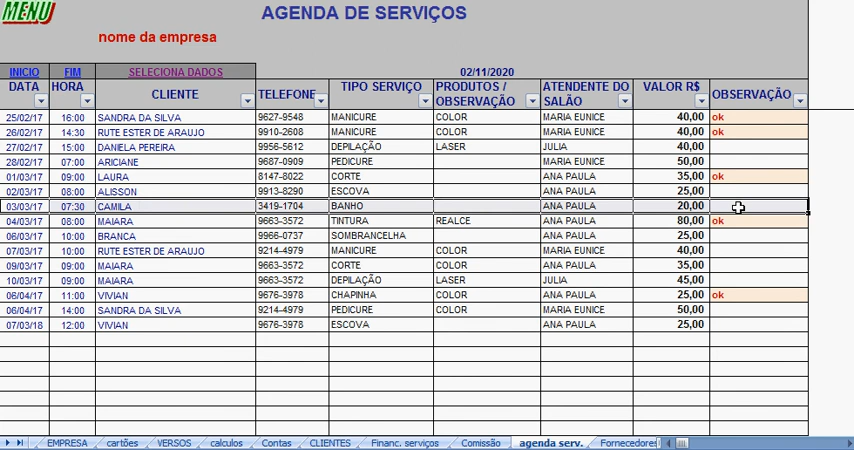 MENU
AGENDA DE SERVIÇOS
nome da empresa
INICIO FIM SELECIONA DADOS 02/11/2020
DATA HORA CLIENTE TELEFONE TIPO SERVIÇO PRODUTOS / OBSERVAÇÃO ATENDENTE DO SALÃO VALOR R$ OBSERVAÇÃO
25/02/17 16:00 SANDRA DA SILVA 9627-9548 MANICURE COLOR MARIA EUNICE 40,00 ok
26/02/17 14:30 RUTE ESTER DE ARAUJO 9910-2608 MANICURE COLOR MARIA EUNICE 40,00 ok
27/02/17 15:00 DANIELA PEREIRA 9956-5612 DEPILAÇÃO LASER JULIA 40,00
28/02/17 07:00 ARICIANE 9687-0909 PEDICURE MARIA EUNICE 50,00
01/03/17 09:00 LAURA 8147-8022 CORTE ANA PAULA 35,00 ok
02/03/17 08:00 ALISSON 9913-8290 ESCOVA ANA PAULA 25,00
03/03/17 07:30 CAMILA 3419-1704 BANHO ANA PAULA 20,00
04/03/17 08:00 MAIARA 9663-3572 TINTURA REALCE ANA PAULA 80,00 ok
06/03/17 10:00 BRANCA 9966-0737 SOMBRANCELHA ANA PAULA 25,00
07/03/17 10:00 RUTE ESTER DE ARAUJO 9214-4979 MANICURE COLOR MARIA EUNICE 40,00
09/03/17 09:00 MAIARA 9663-3572 CORTE COLOR ANA PAULA 35,00
10/03/17 09:00 MAIARA 9663-3572 DEPILAÇÃO LASER JULIA 45,00
06/04/17 11:00 VIVIAN 9676-3978 CHAPINHA COLOR ANA PAULA 25,00 ok
06/04/17 14:00 SANDRA DA SILVA 9214-4979 PEDICURE COLOR MARIA EUNICE 50,00
07/03/18 12:00 VIVIAN 9676-3978 ESCOVA ANA PAULA 25,00
EMPRESA cartões VERSOS calculos Contas CLIENTES Financ. serviços Comissão agenda serv. Fornecedores